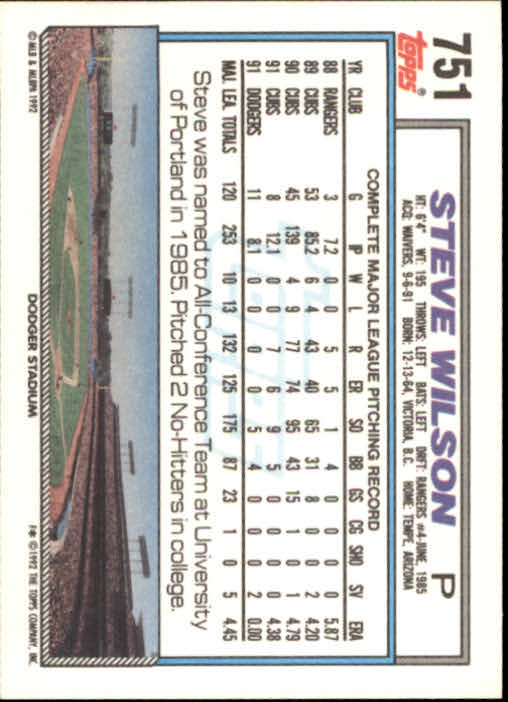 751
topps®
STEVE WILSON P
HT: 6'4" WT: 195 THROWS: LEFT BATS: LEFT DRFT: RANGERS #4-JUNE, 1985
ACQ: WAIVERS, 9-6-91 BORN: 12-13-64, VICTORIA, B.C. HOME: TEMPE, ARIZONA
COMPLETE MAJOR LEAGUE PITCHING RECORD
YR CLUB G IP W L R ER SO BB GS CG SHO SV ERA
88 RANGERS 3 7.2 0 0 5 5 1 4 0 0 0 0 5.87
89 CUBS 53 85.2 6 4 43 40 65 31 8 0 0 2 4.20
90 CUBS 45 139 4 9 77 74 95 43 15 1 0 1 4.79
91 CUBS 8 12.1 0 0 7 6 9 5 0 0 0 0 4.38
91 DODGERS 11 8.1 0 0 0 0 5 4 0 0 0 2 0.00
MAJ. LEA. TOTALS 120 253 10 13 132 125 175 87 23 1 0 5 4.45
Steve was named to All-Conference Team at University
of Portland in 1985. Pitched 2 No-Hitters in college.
DODGER STADIUM
© MLB & MLBPA 1992
F* © 1992 THE TOPPS COMPANY, INC.